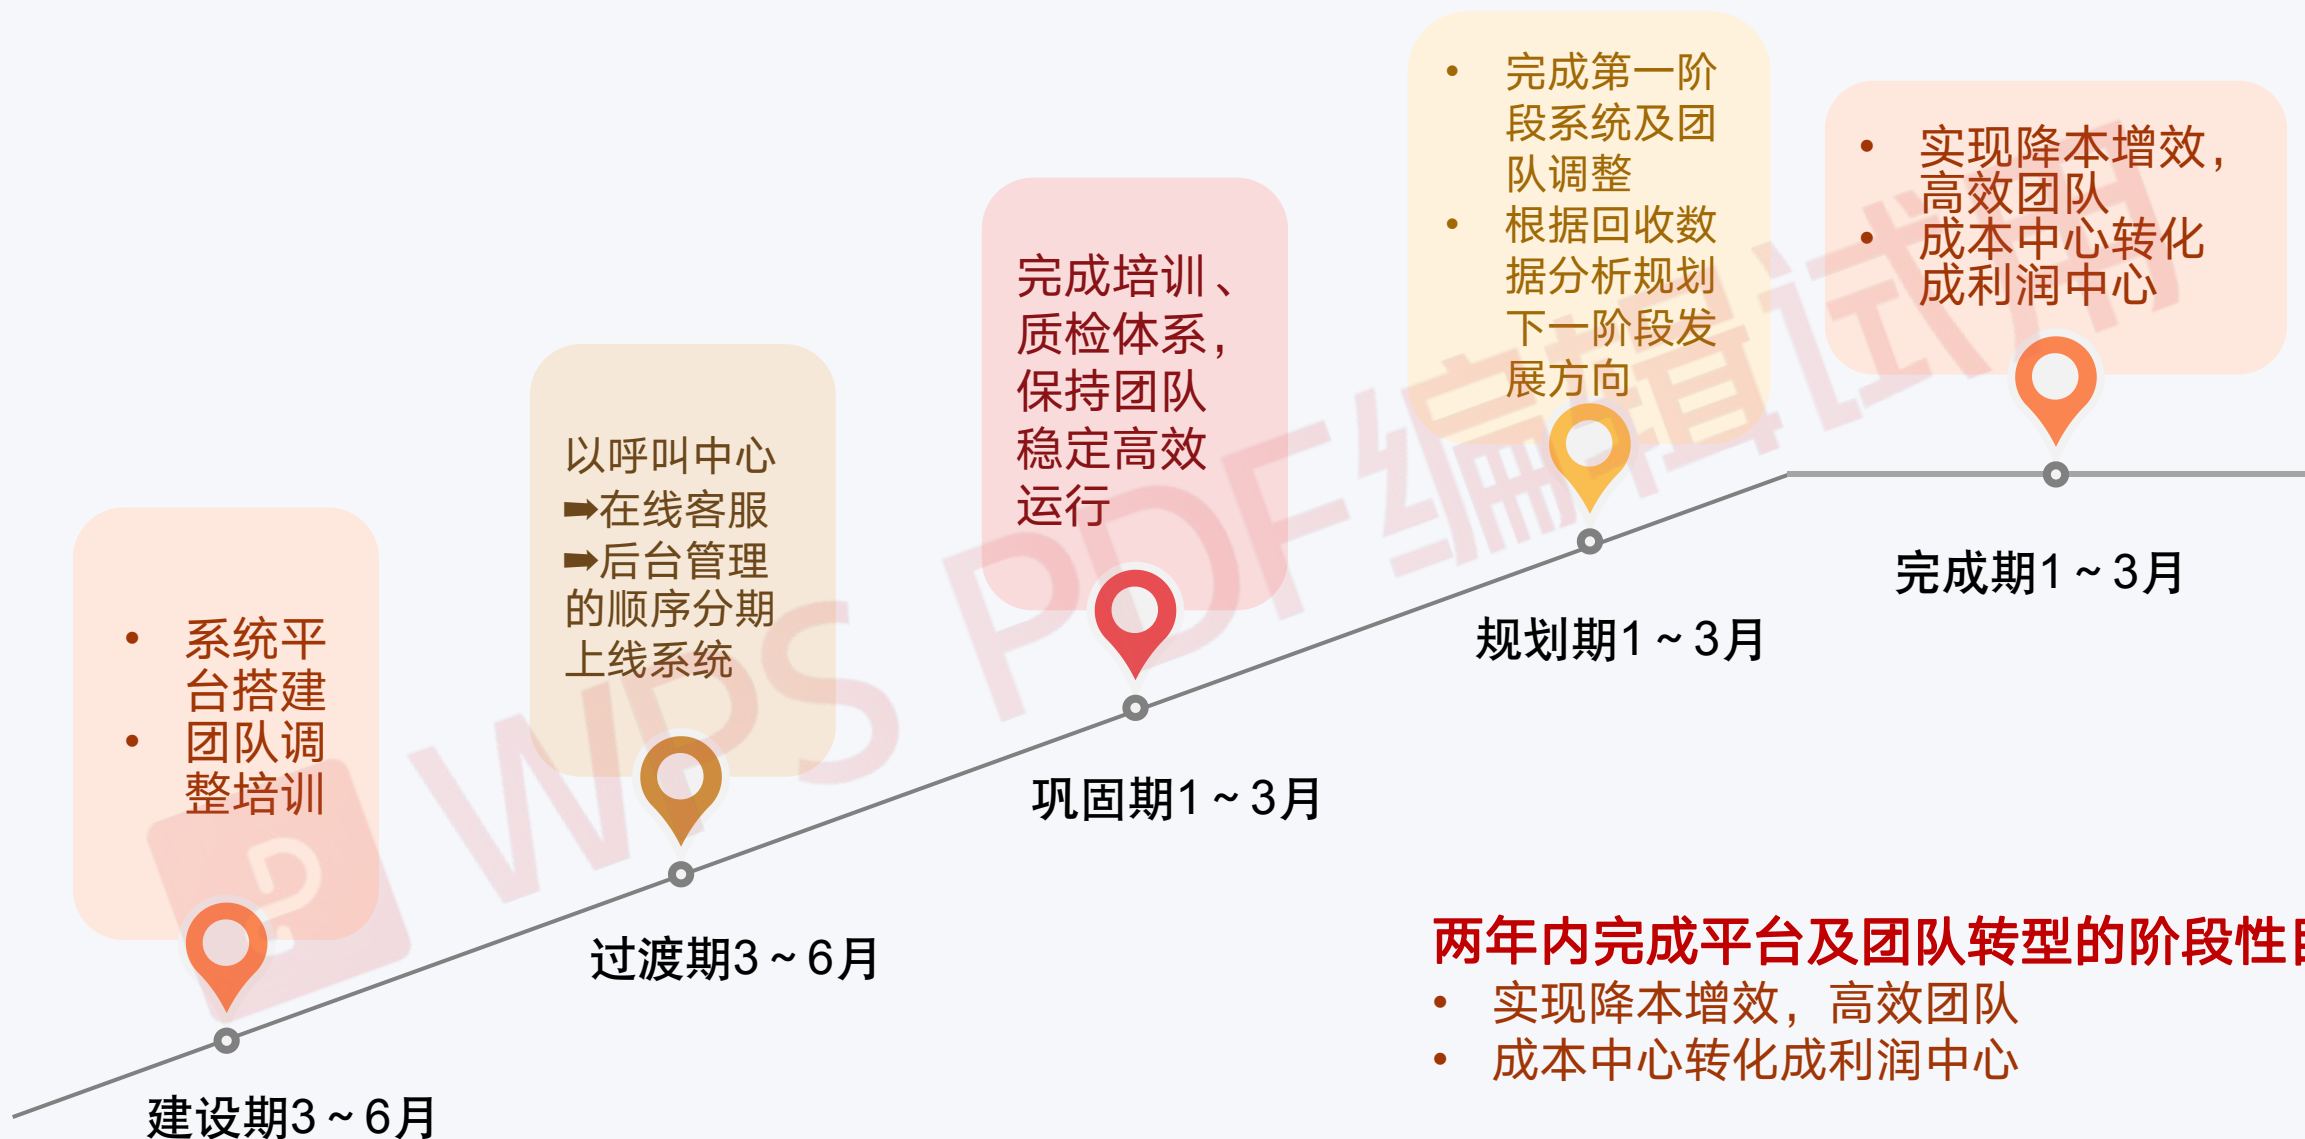 系统平
台搭建
团队调
整培训
建设期3～6月
以呼叫中心
➡在线客服
➡后台管理
的顺序分期
上线系统
过渡期3～6月
完成培训、
质检体系，
保持团队
稳定高效
运行
巩固期1～3月
完成第一阶
段系统及团
队调整
根据回收数
据分析规划
下一阶段发
展方向
规划期1～3月
实现降本增效，
高效团队
成本中心转化
成利润中心
完成期1～3月
两年内完成平台及团队转型的阶段性
实现降本增效，高效团队
成本中心转化成利润中心
WPS PDF编辑试用